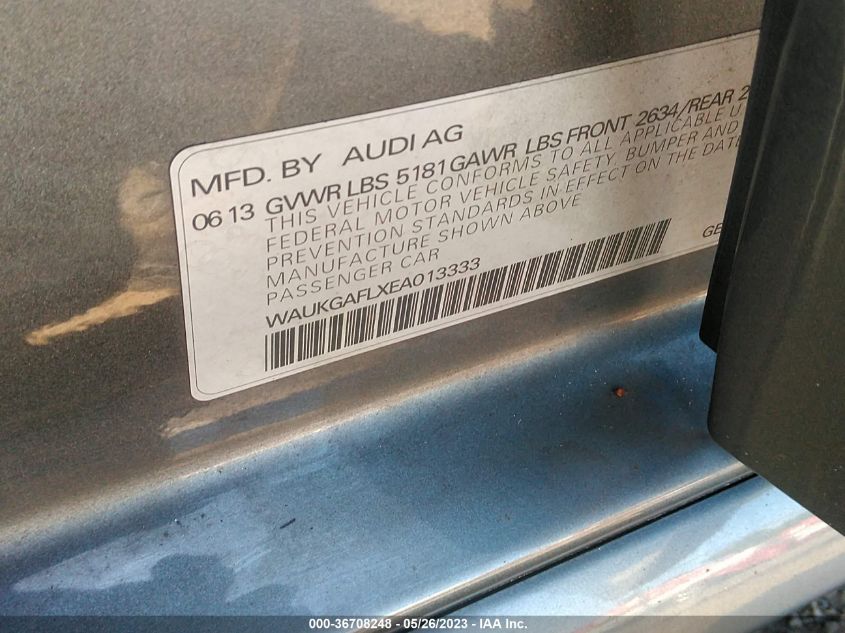 MFD. BY AUDI AG
06 13 GVWR LBS 5181 GAWR LBS FRONT 2634/REAR 2
THIS VEHICLE CONFORMS TO ALL APPLICABLE U
FEDERAL MOTOR VEHICLE SAFETY, BUMPER AND
PREVENTION STANDARDS IN EFFECT ON THE DATE
MANUFACTURE SHOWN ABOVE
PASSENGER CAR
GE
WAUKGAFLXEA013333
000-36708248 - 05/26/2023 - IAA Inc.